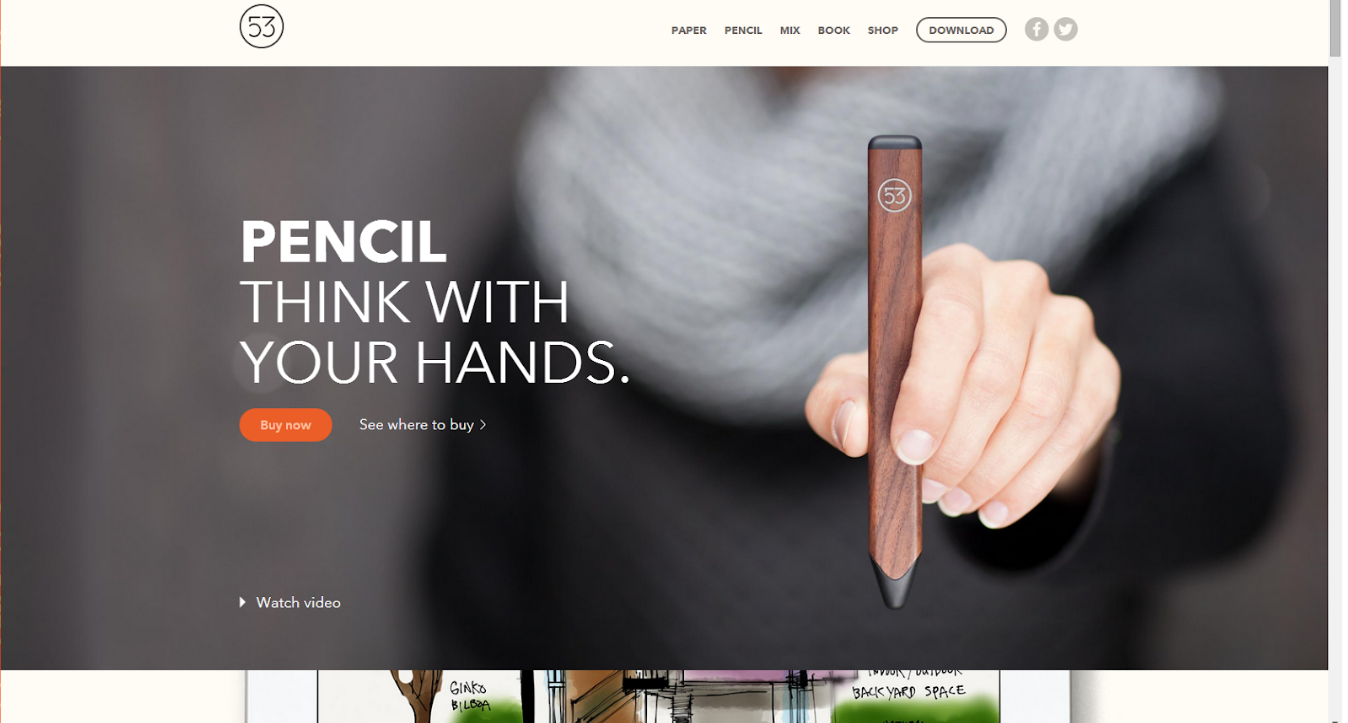 53
PAPER PENCIL MIX BOOK SHOP DOWNLOAD
53
PENCIL
THINK WITH
YOUR HANDS.
Buy now See where to buy >
Watch video
INDOOR/OUTDOOR
GINKO
BACKYARD SPACE
BILBOA